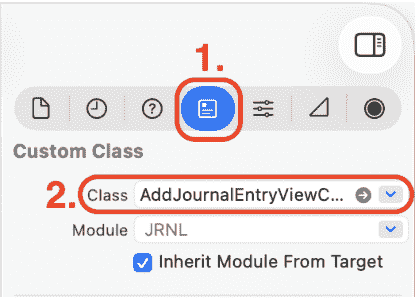 1.
?
Custom Class
2. Class AddJournalEntryViewC...
Module JRNL
Inherit Module From Target